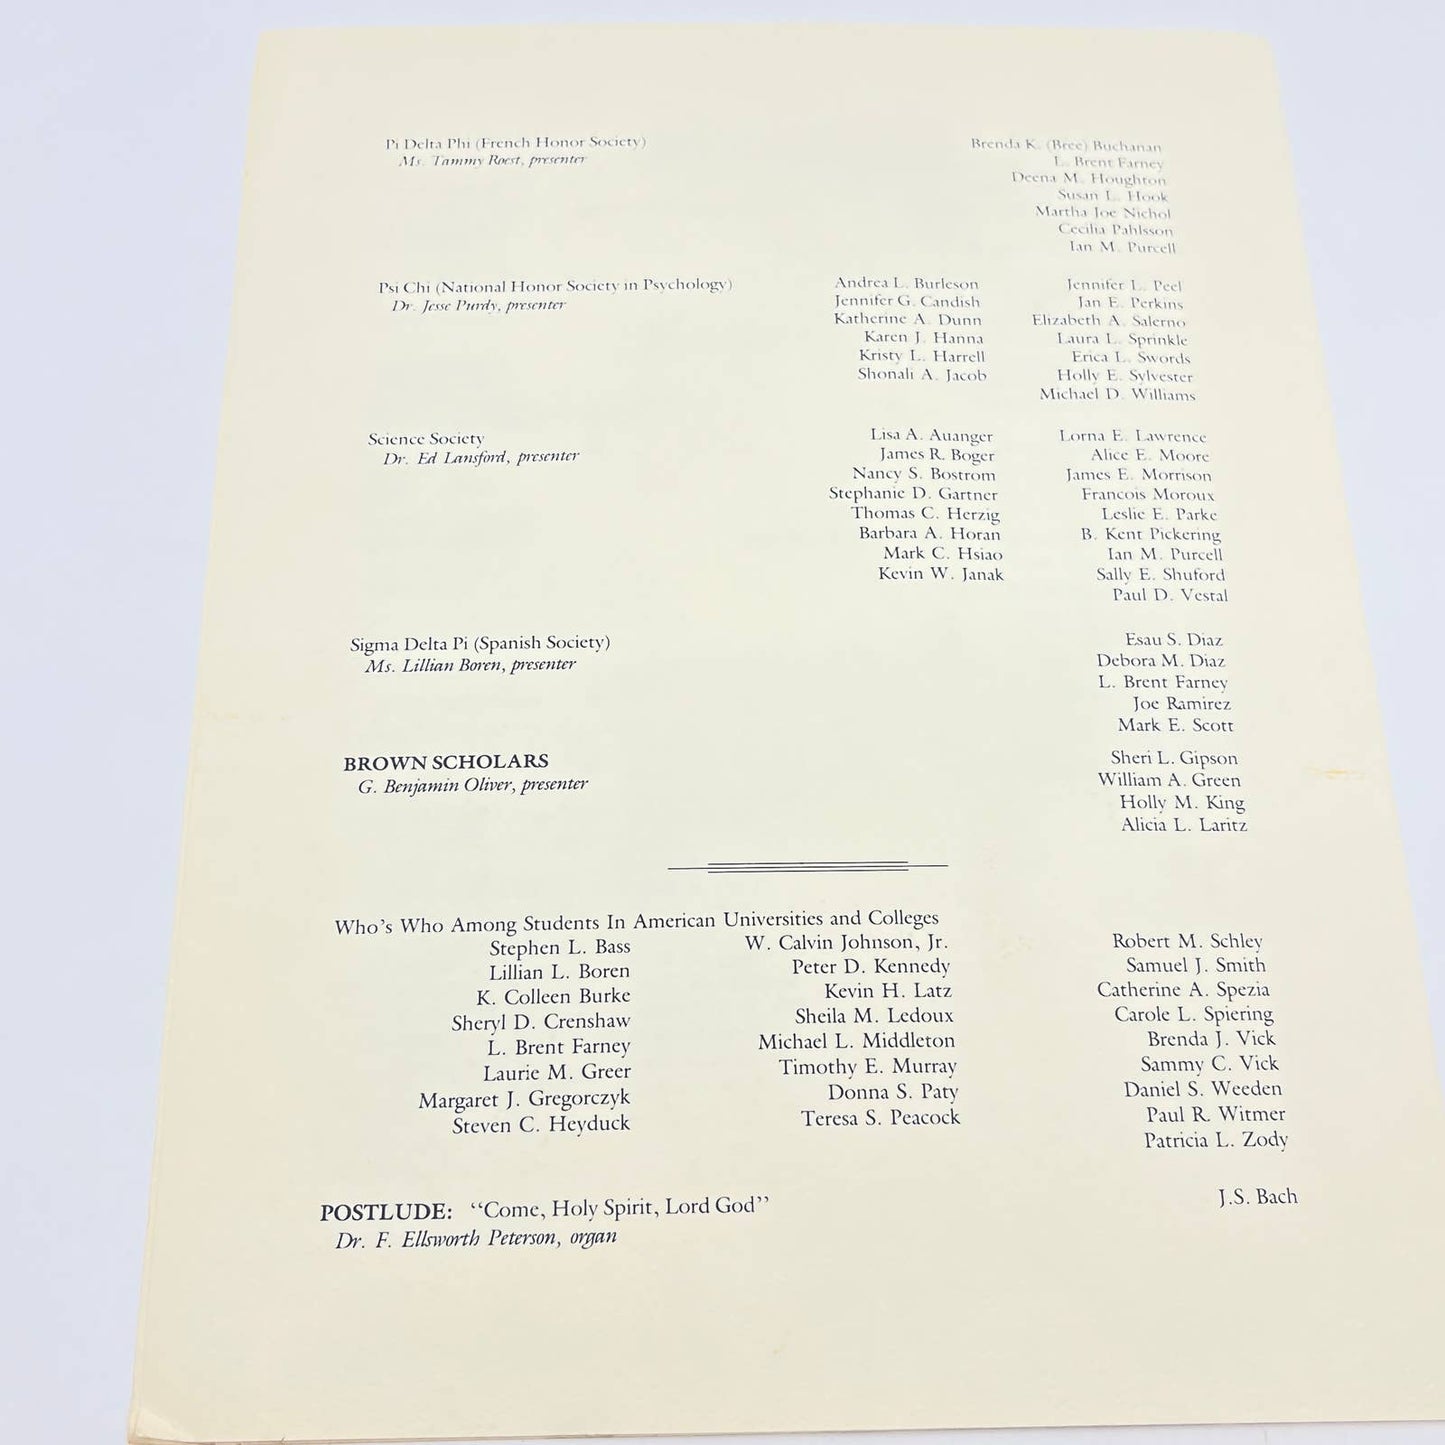 Pi Delta Phi (French Honor Society)
Ms. Tammy Roest, presenter
Brenda K. (Bree) Buchanan
L. Brent Farney
Deena M. Houghton
Susan L. Hook
Martha Joe Nichol
Cecilia Pahlsson
Ian M. Purcell
Psi Chi (National Honor Society in Psychology)
Dr. Jesse Purdy, presenter
Andrea L. Burleson
Jennifer G. Candish
Katherine A. Dunn
Karen J. Hanna
Kristy L. Harrell
Shonali A. Jacob
Jennifer L. Peel
Jan E. Perkins
Elizabeth A. Salerno
Laura L. Sprinkle
Erica L. Swords
Holly E. Sylvester
Michael D. Williams
Science Society
Dr. Ed Lansford, presenter
Lisa A. Auanger
James R. Boger
Nancy S. Bostrom
Stephanie D. Gartner
Thomas C. Herzig
Barbara A. Horan
Mark C. Hsiao
Kevin W. Janak
Lorna E. Lawrence
Alice E. Moore
James E. Morrison
Francois Moroux
Leslie E. Parke
B. Kent Pickering
Ian M. Purcell
Sally E. Shuford
Paul D. Vestal
Sigma Delta Pi (Spanish Society)
Ms. Lillian Boren, presenter
Esau S. Diaz
Debora M. Diaz
L. Brent Farney
Joe Ramirez
Mark E. Scott
BROWN SCHOLARS
G. Benjamin Oliver, presenter
Sheri L. Gipson
William A. Green
Holly M. King
Alicia L. Laritz
Who's Who Among Students In American Universities and Colleges
Stephen L. Bass
Lillian L. Boren
K. Colleen Burke
Sheryl D. Crenshaw
L. Brent Farney
Laurie M. Greer
Margaret J. Gregorczyk
Steven C. Heyduck
W. Calvin Johnson, Jr.
Peter D. Kennedy
Kevin H. Latz
Sheila M. Ledoux
Michael L. Middleton
Timothy E. Murray
Donna S. Paty
Teresa S. Peacock
Robert M. Schley
Samuel J. Smith
Catherine A. Spezia
Carole L. Spiering
Brenda J. Vick
Sammy C. Vick
Daniel S. Weeden
Paul R. Witmer
Patricia L. Zody
POSTLUDE: "Come, Holy Spirit, Lord God" J.S. Bach
Dr. F. Ellsworth Peterson, organ